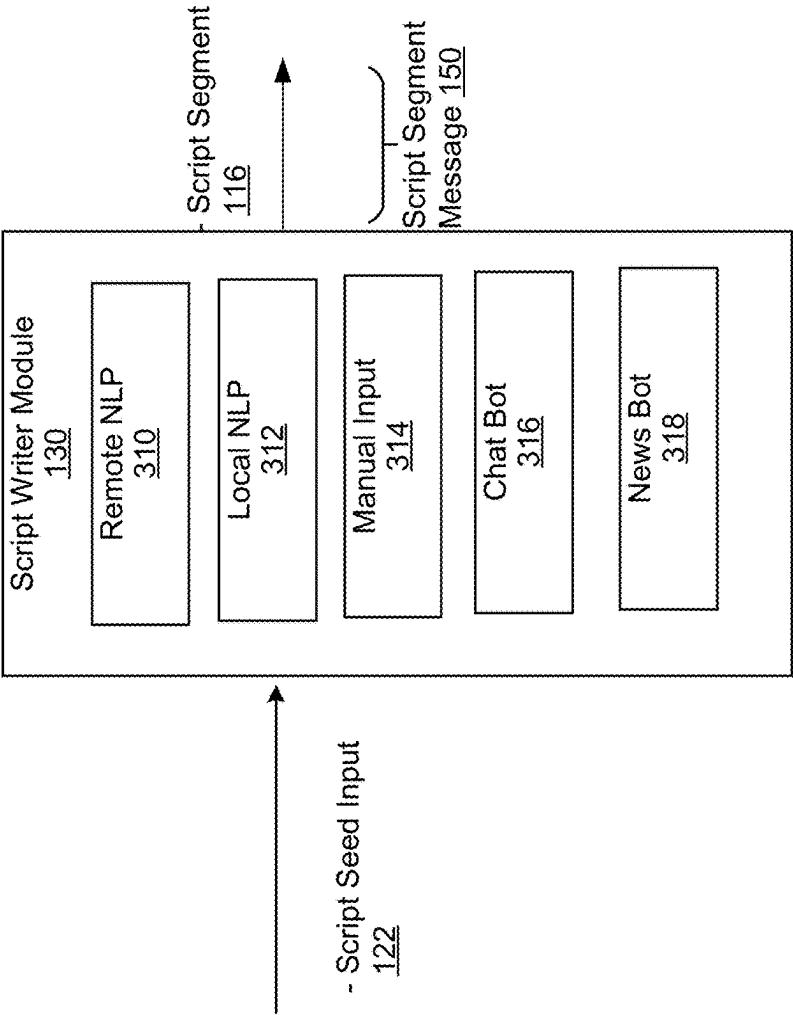 Script Writer Module
130
Remote NLP
310
Local NLP
312
Manual Input
314
Chat Bot
316
News Bot
318
- Script Seed Input
122
- Script Segment
116
Script Segment
Message 150